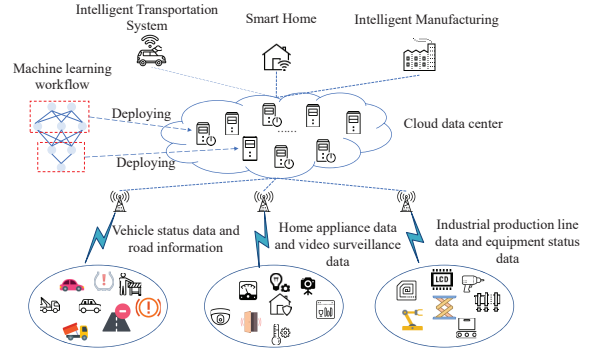 Intelligent Transportation
System
Smart Home
Intelligent Manufacturing
Machine learning
workflow
Deploying
Deploying
......
Cloud data center
Vehicle status data and
road information
Home appliance data
and video surveillance
data
Industrial production line
data and equipment status
data
LCD